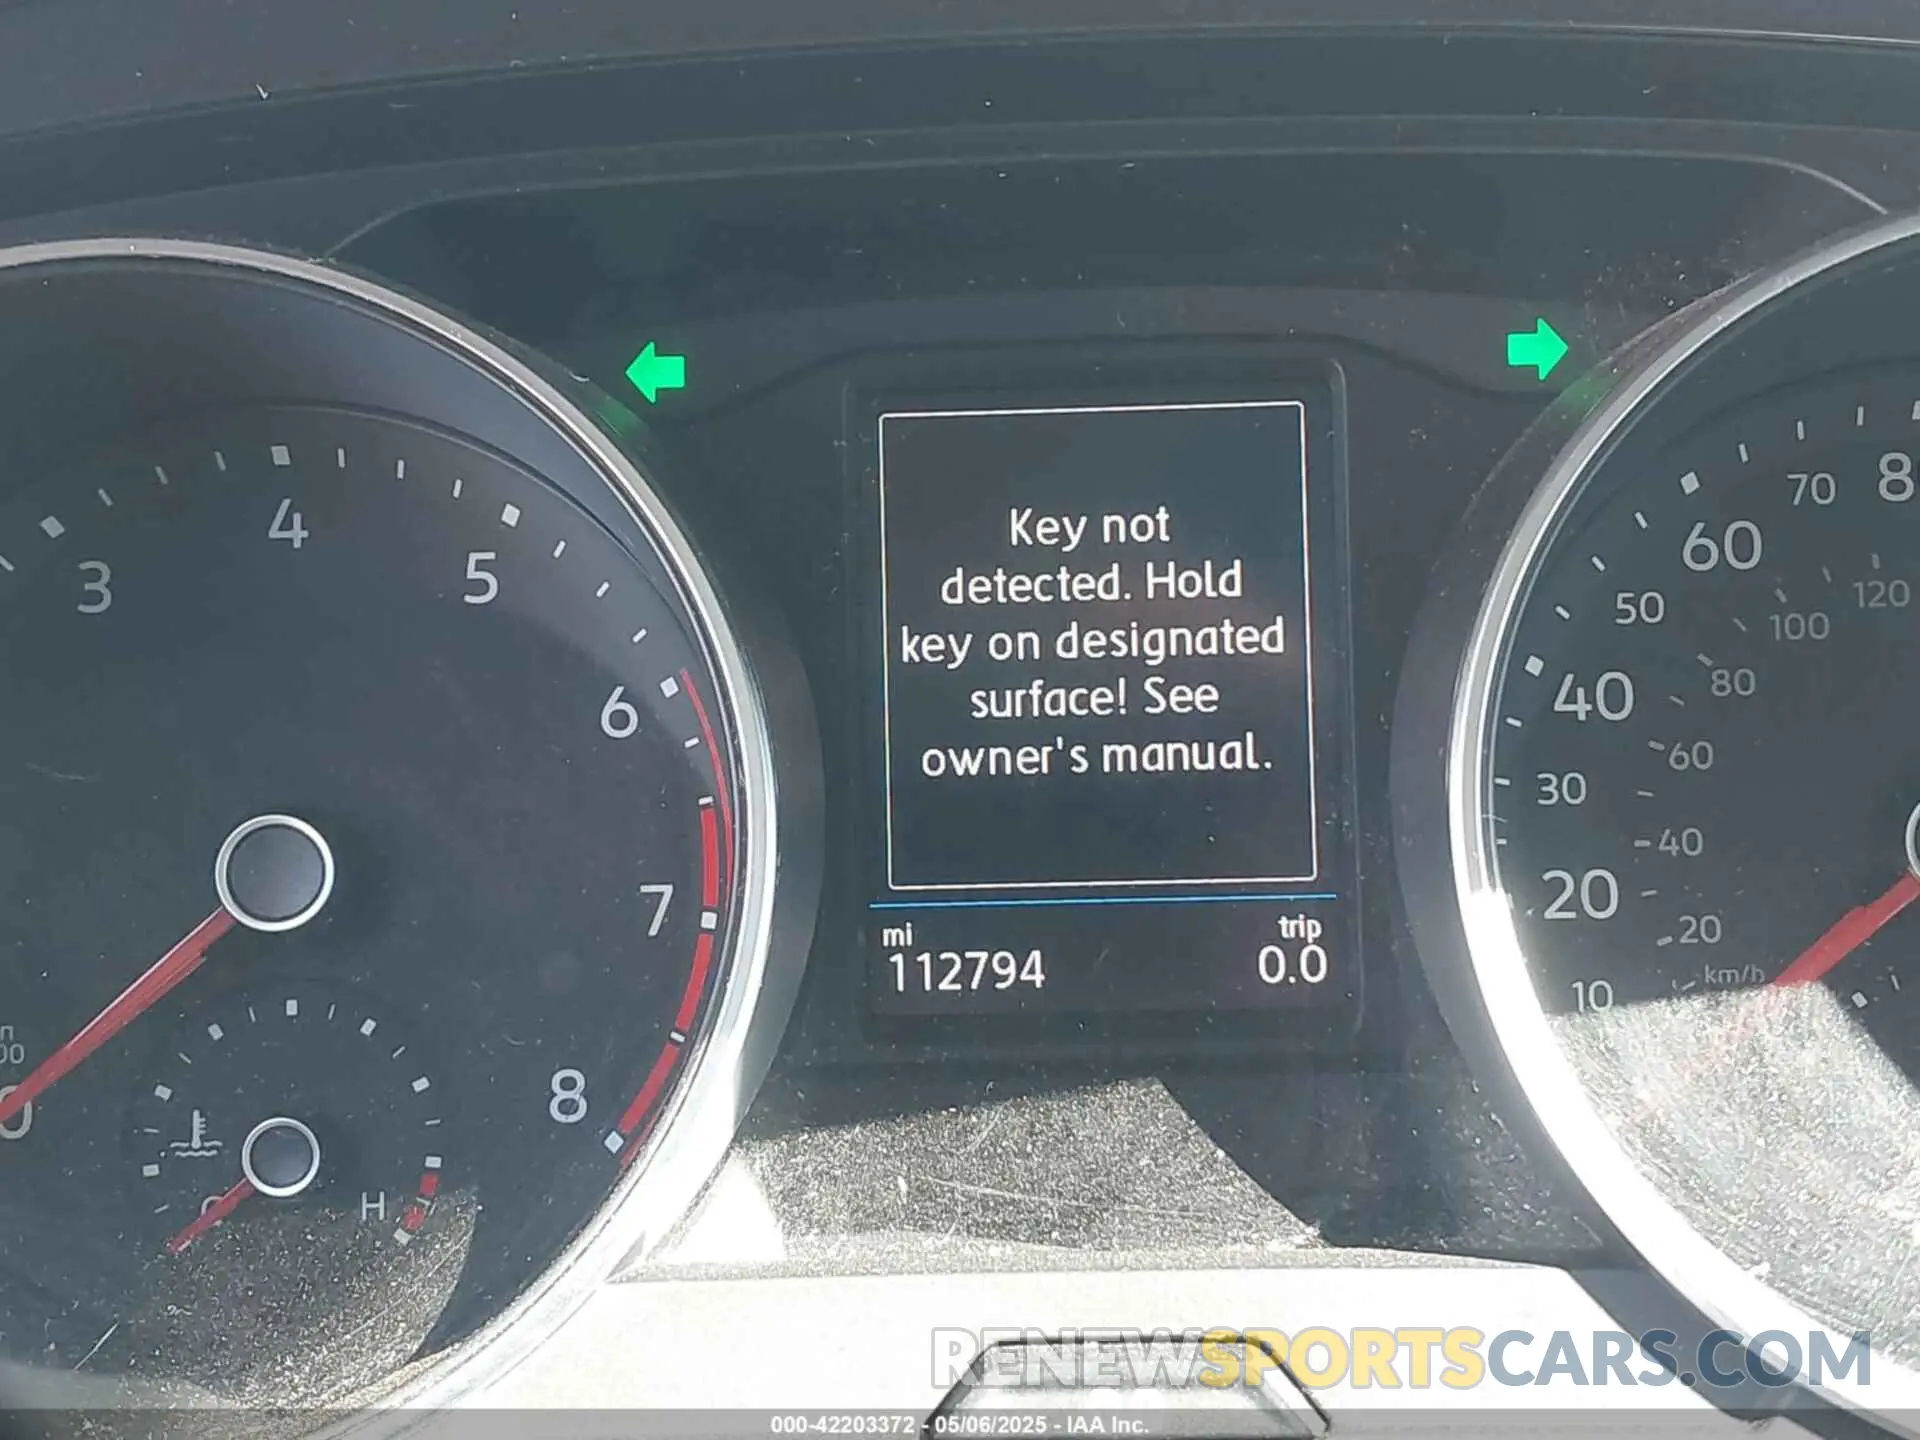 4
3
5
6
7
8
0
H
Key not
detected. Hold
key on designated
surface! See
owner's manual.
mi
trip
112794
0.0
70
60
50
120
100
40
80
60
30
40
20
20
km/h
10
RENEWSPORTSCARS.COM
000-42203372 - 05/06/2025 - IAA Inc.